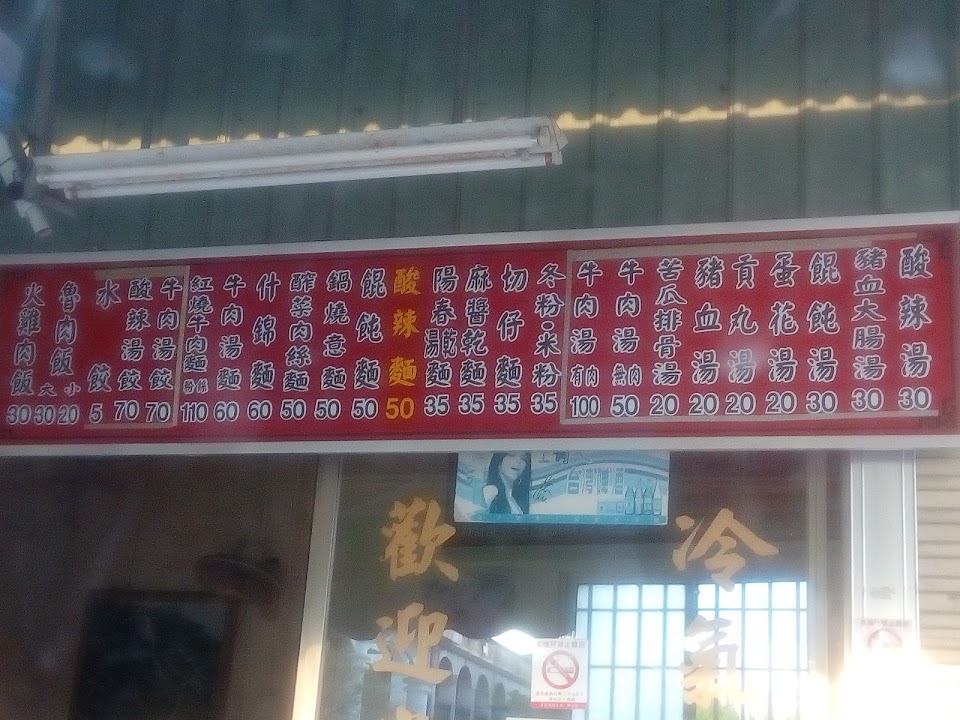 酸辣湯 30
豬血大腸湯 30
餛飩湯 30
蛋花湯 20
貢丸湯 20
豬血湯 20
苦瓜排骨湯 20
牛肉湯 無肉 50
牛肉湯 有肉 100
冬粉·米粉 35
切仔麵 35
麻醬乾麵 35
陽春湯乾麵 35
酸辣麵 50
餛飩麵 50
鍋燒意麵 50
醡菜肉絲麵 50
什錦麵 60
牛肉湯麵 60
紅燒牛肉麵 110
牛肉湯餃 70
酸辣湯餃 70
水餃 5
魯肉飯 大 小 30 20
火雞肉飯 30
台灣啤酒
冷氣
歡迎